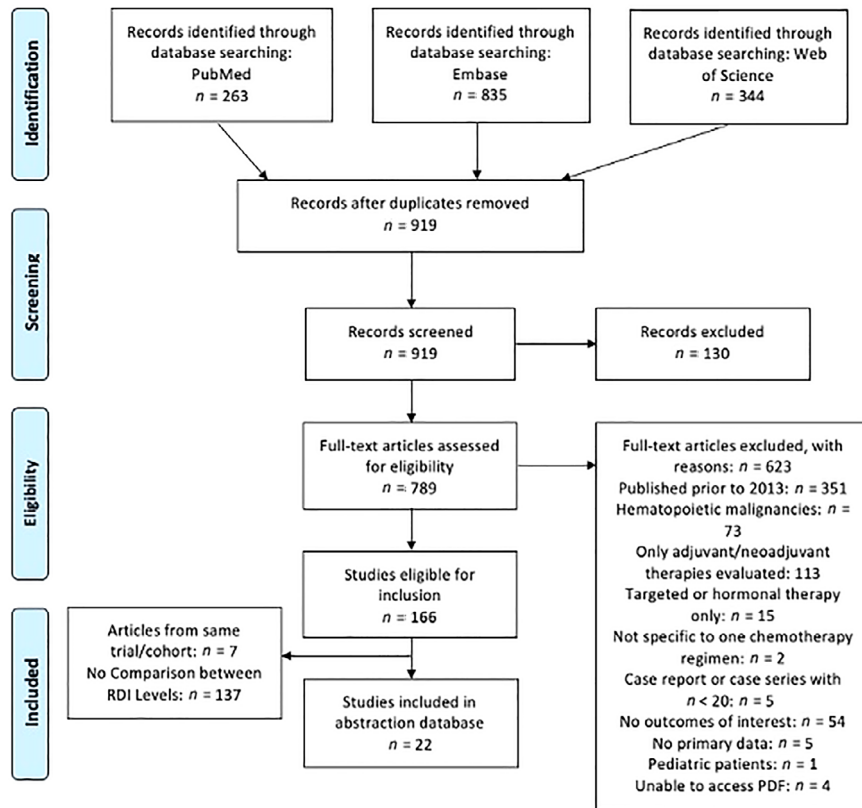 Identification
Records identified through
database searching:
PubMed
n = 263
Records identified through
database searching:
Embase
n = 835
Records identified through
database searching: Web
of Science
n = 344
Records after duplicates removed
n = 919
Screening
Records screened
n = 919
Records excluded
n = 130
Eligibility
Full-text articles assessed
for eligibility
n = 789
Full-text articles excluded, with
reasons: n = 623
Published prior to 2013: n = 351
Hematopoietic malignancies: n =
73
Only adjuvant/neoadjuvant
therapies evaluated: 113
Targeted or hormonal therapy
only: n = 15
Not specific to one chemotherapy
regimen: n = 2
Case report or case series with
n < 20: n = 5
No outcomes of interest: n = 54
No primary data: n = 5
Pediatric patients: n = 1
Unable to access PDF: n = 4
Studies eligible for
inclusion
n = 166
Included
Articles from same
trial/cohort: n = 7
No Comparison between
RDI Levels: n = 137
Studies included in
abstraction database
n = 22